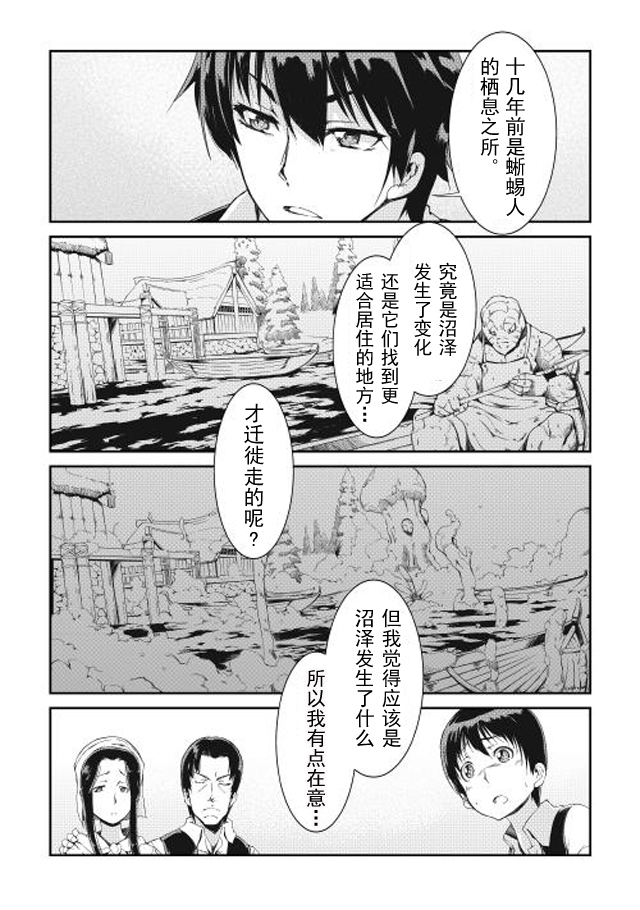 十几年前是蜥蜴人
的栖息之所。
究竟是沼泽
发生了变化
还是它们找到更
适合居住的地方…
才迁徙走的呢?
但我觉得应该是
沼泽发生了什么
所以我有点在意…